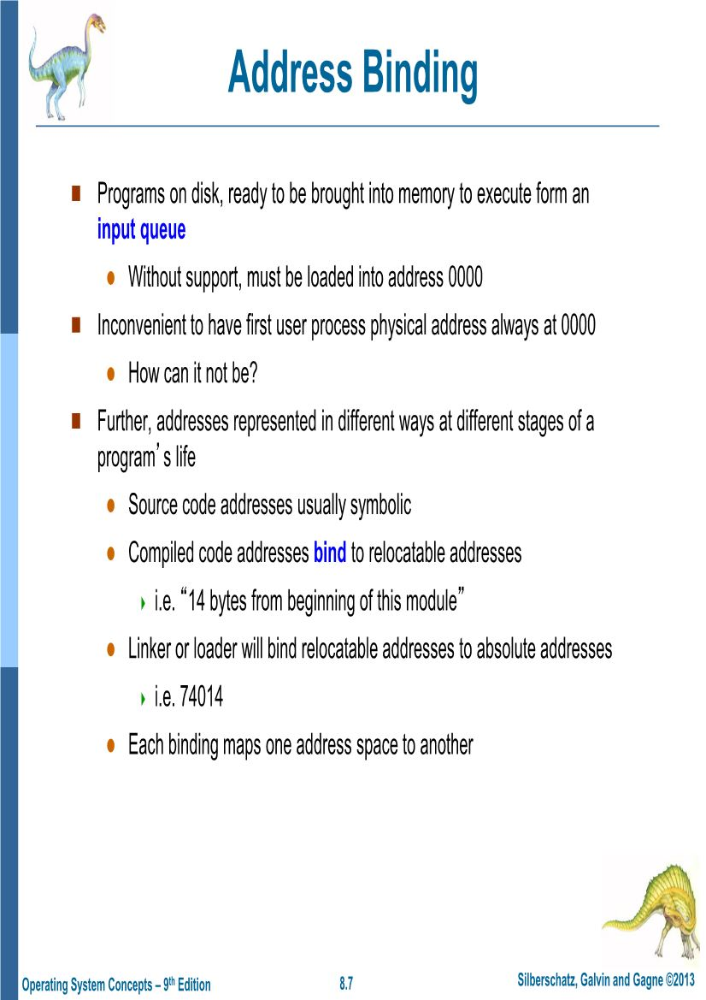 Address Binding
Programs on disk, ready to be brought into memory to execute form an
input queue
Without support, must be loaded into address 0000
Inconvenient to have first user process physical address always at 0000
How can it not be?
Further, addresses represented in different ways at different stages of a
program’s life
Source code addresses usually symbolic
Compiled code addresses bind to relocatable addresses
i.e. “14 bytes from beginning of this module”
Linker or loader will bind relocatable addresses to absolute addresses
i.e. 74014
Each binding maps one address space to another
Operating System Concepts – 9th Edition
8.7
Silberschatz, Galvin and Gagne ©2013